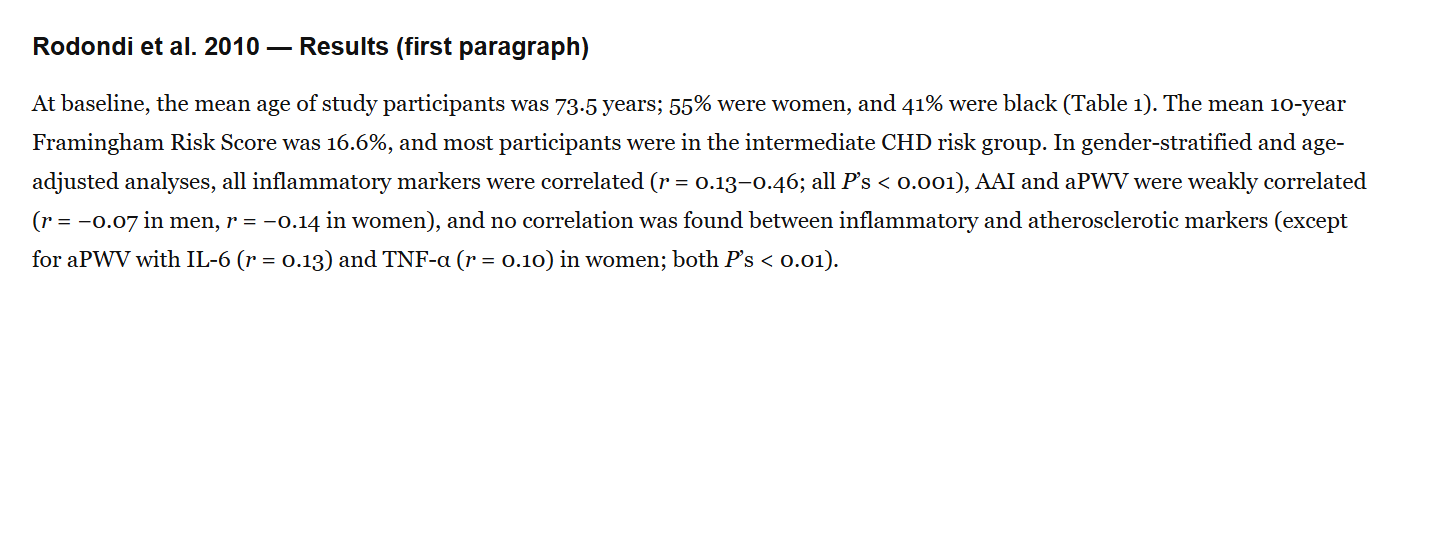 Rodondi et al. 2010 — Results (first paragraph)
At baseline, the mean age of study participants was 73.5 years; 55% were women, and 41% were black (Table 1). The mean 10-year
Framingham Risk Score was 16.6%, and most participants were in the intermediate CHD risk group. In gender-stratified and age-
adjusted analyses, all inflammatory markers were correlated (r = 0.13–0.46; all P’s < 0.001), AAI and aPWV were weakly correlated
(r = −0.07 in men, r = −0.14 in women), and no correlation was found between inflammatory and atherosclerotic markers (except
for aPWV with IL-6 (r = 0.13) and TNF-α (r = 0.10) in women; both P’s < 0.01).